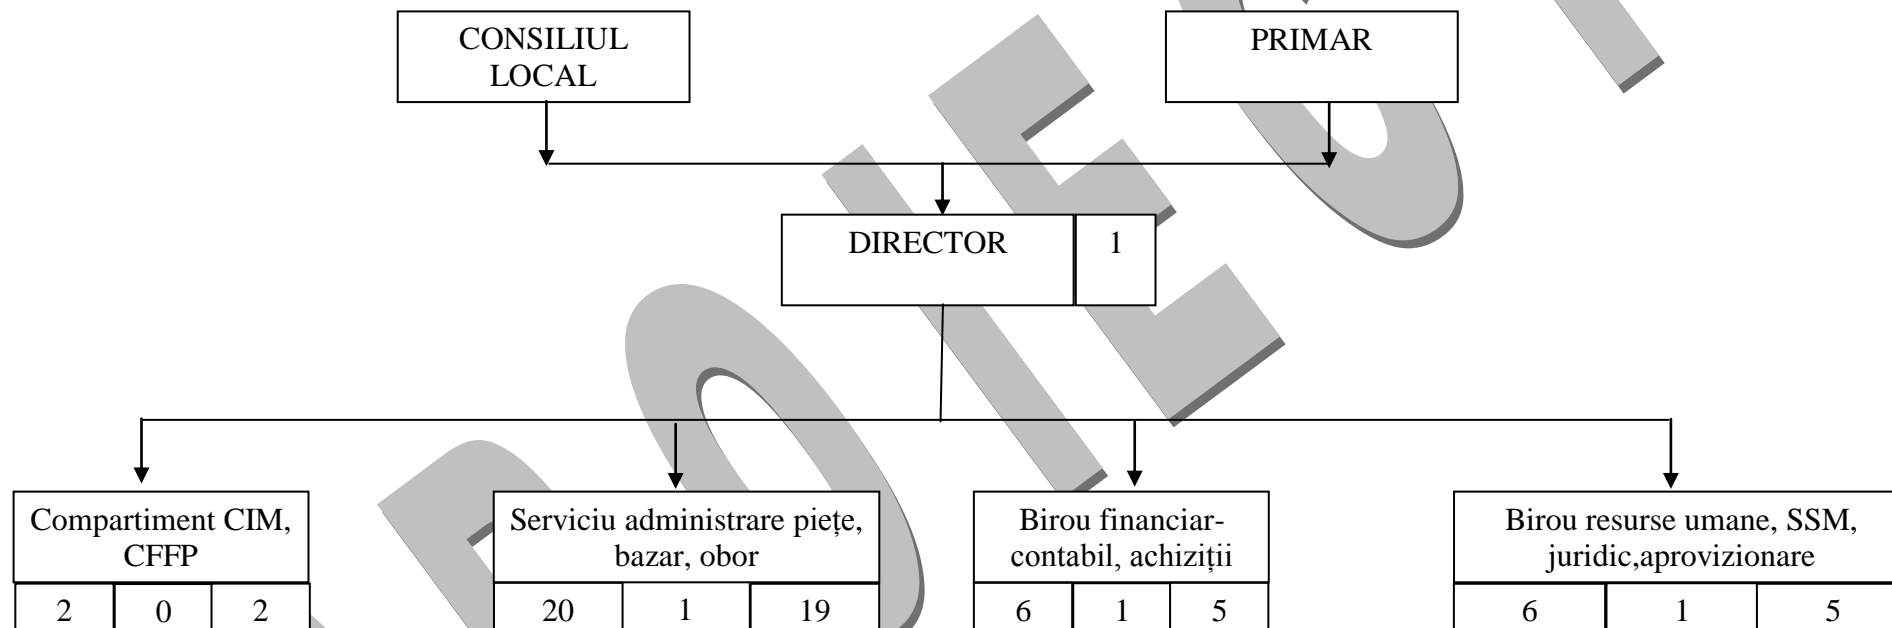 CONSILIUL
LOCAL
PRIMAR
DIRECTOR
1
Compartiment CIM,
CFFP
2 0 2
Serviciu administrare piețe,
bazar, obor
20 1 19
Birou financiar-
contabil, achiziții
6 1 5
Birou resurse umane, SSM,
juridic,aprovizionare
6 1 5